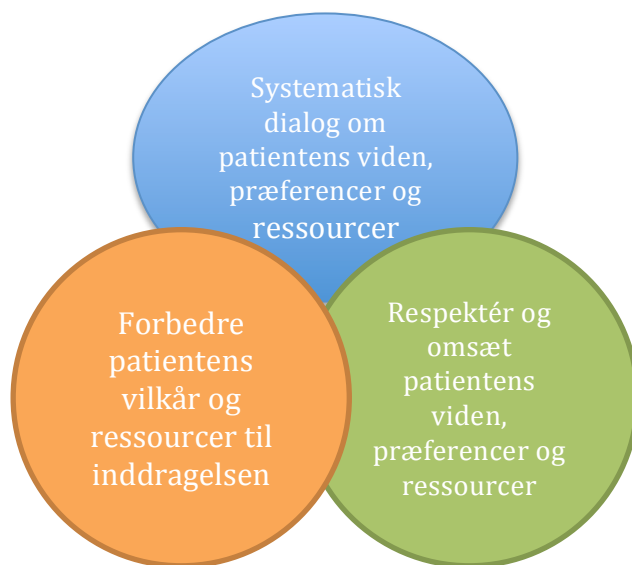 Systematisk
dialog om
patientens viden,
præferencer og
ressourcer
Forbedre
patientens
vilkår og
ressourcer til
inddragelsen
Respektér og
omsæt
patientens
viden,
præferencer og
ressourcer